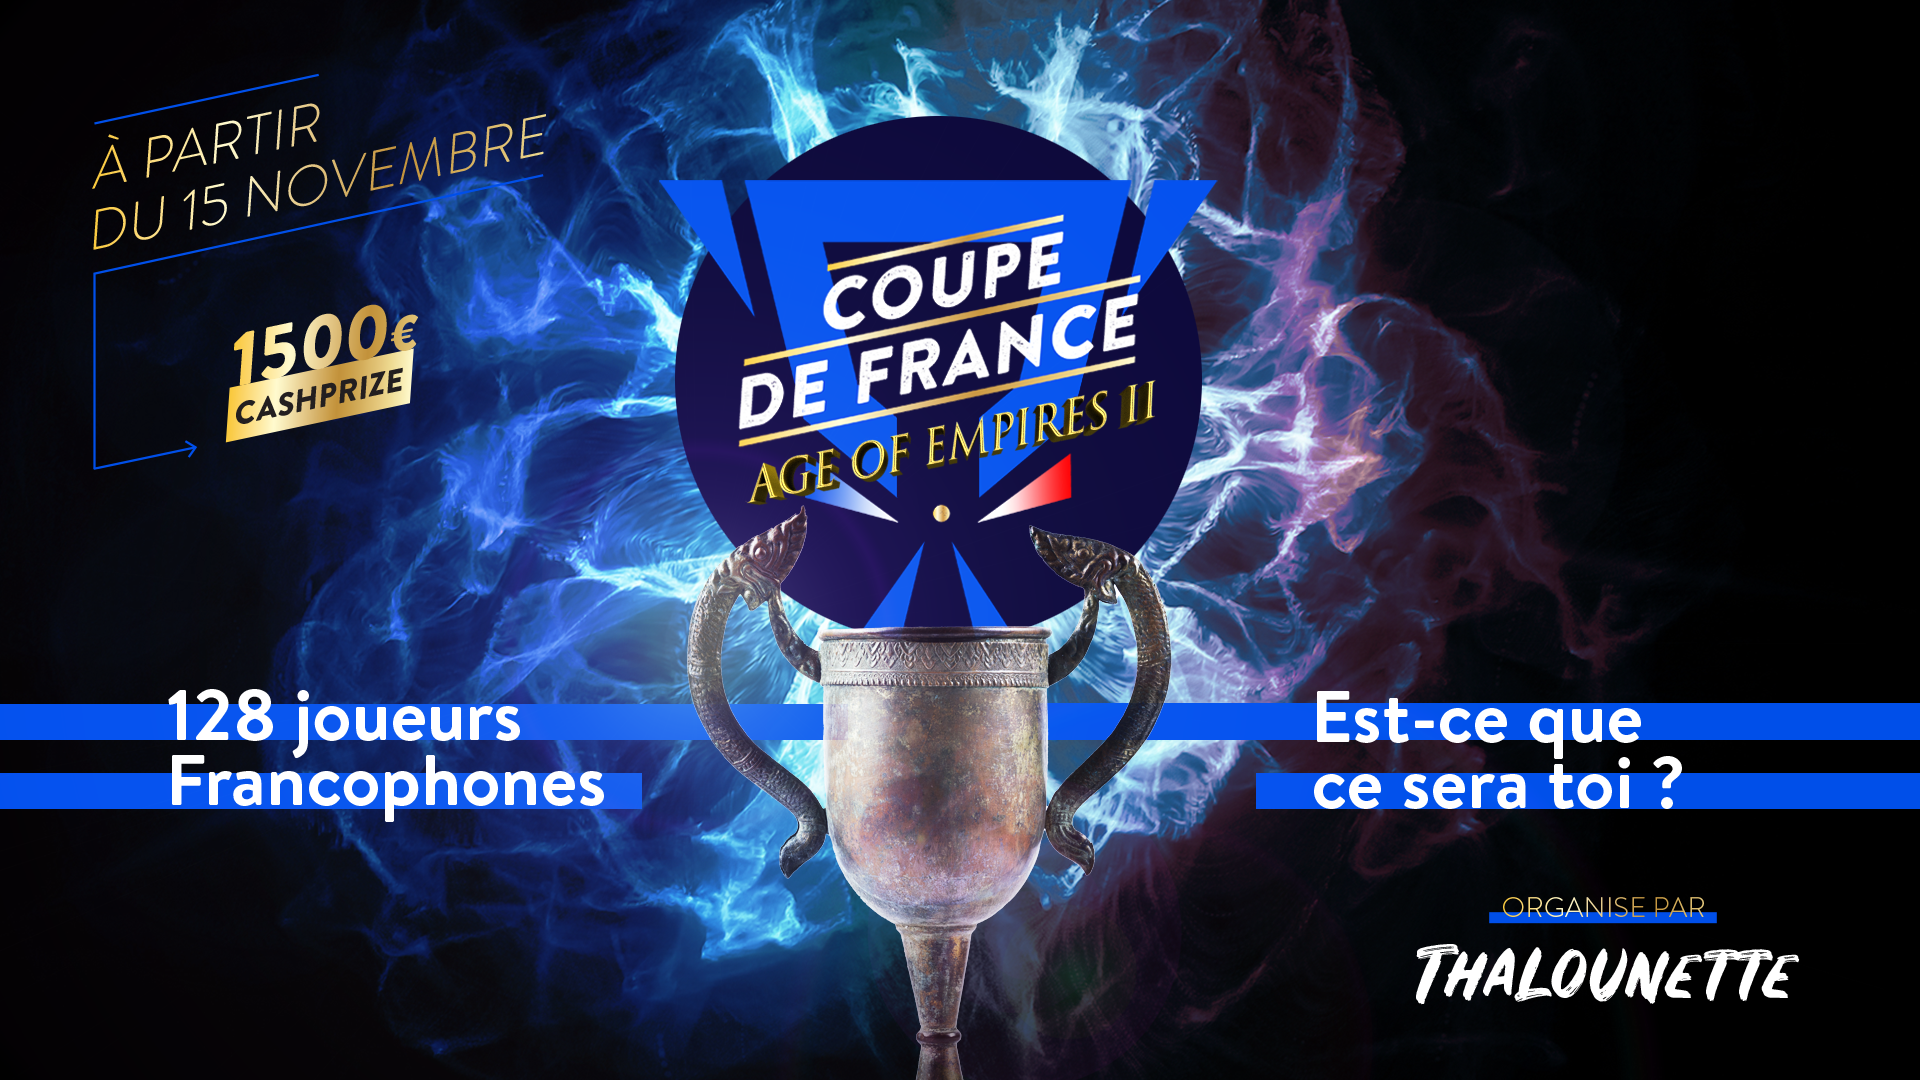 À PARTIR
DU 15 NOVEMBRE
1500€
CASHPRIZE
COUPE
DE FRANCE
AGE OF EMPIRES II
128 joueurs
Francophones
Est-ce que
ce sera toi ?
ORGANISE PAR
THALOUNETTE